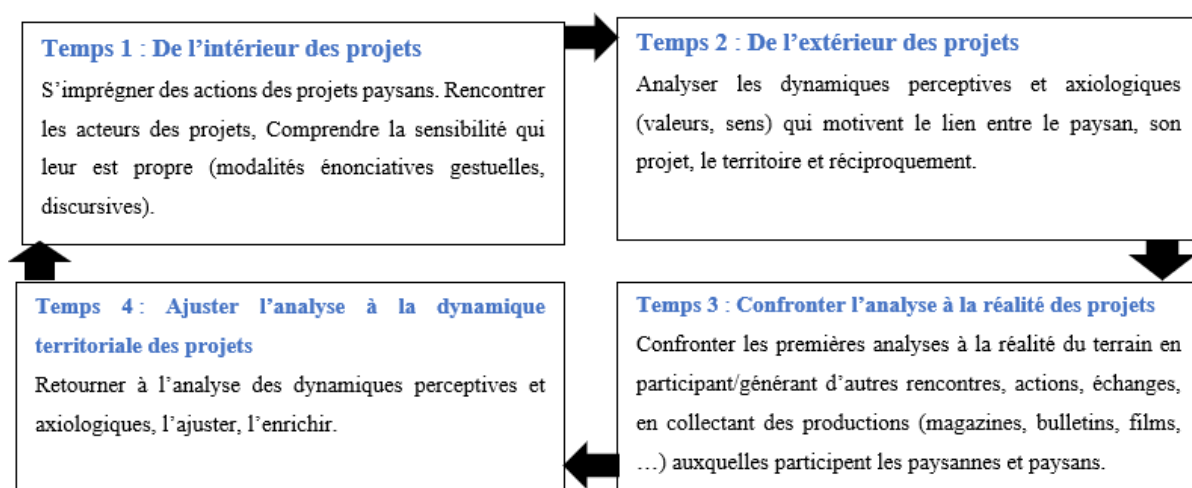 Temps 1 : De l’intérieur des projets
S’imprégner des actions des projets paysans. Rencontrer
les acteurs des projets, Comprendre la sensibilité qui
leur est propre (modalités énonciatives gestuelles,
discursives).
Temps 2 : De l’extérieur des projets
Analyser les dynamiques perceptives et axiologiques
(valeurs, sens) qui motivent le lien entre le paysan, son
projet, le territoire et réciproquement.
Temps 3 : Confronter l’analyse à la réalité des projets
Confronter les premières analyses à la réalité du terrain en
participant/générant d’autres rencontres, actions, échanges,
en collectant des productions (magazines, bulletins, films,
…) auxquelles participent les paysannes et paysans.
Temps 4 : Ajuster l’analyse à la dynamique
territoriale des projets
Retourner à l’analyse des dynamiques perceptives et
axiologiques, l’ajuster, l’enrichir.